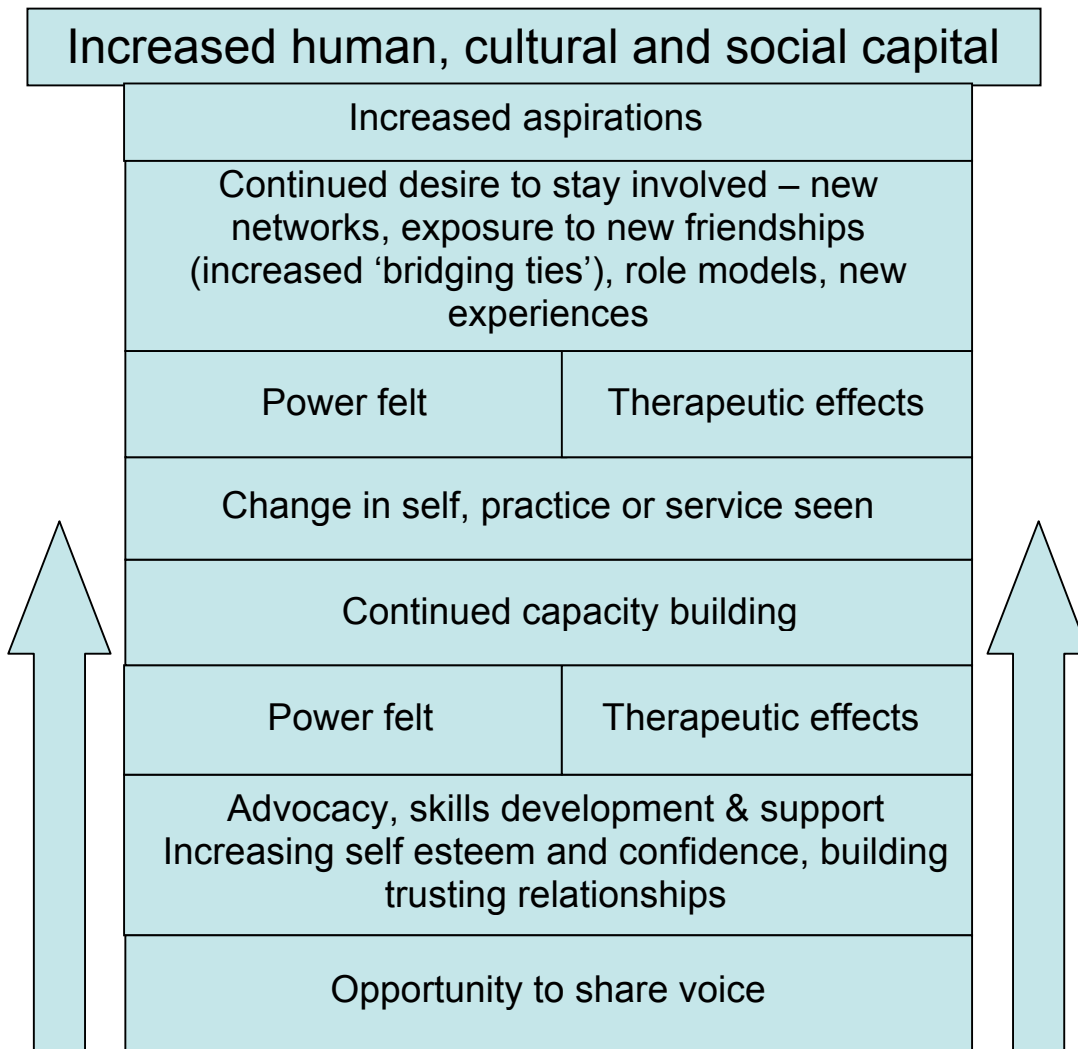 Increased human, cultural and social capital
Increased aspirations
Continued desire to stay involved – new
networks, exposure to new friendships
(increased ‘bridging ties’), role models, new
experiences
Power felt
Therapeutic effects
Change in self, practice or service seen
Continued capacity building
Power felt
Therapeutic effects
Advocacy, skills development & support
Increasing self esteem and confidence, building
trusting relationships
Opportunity to share voice